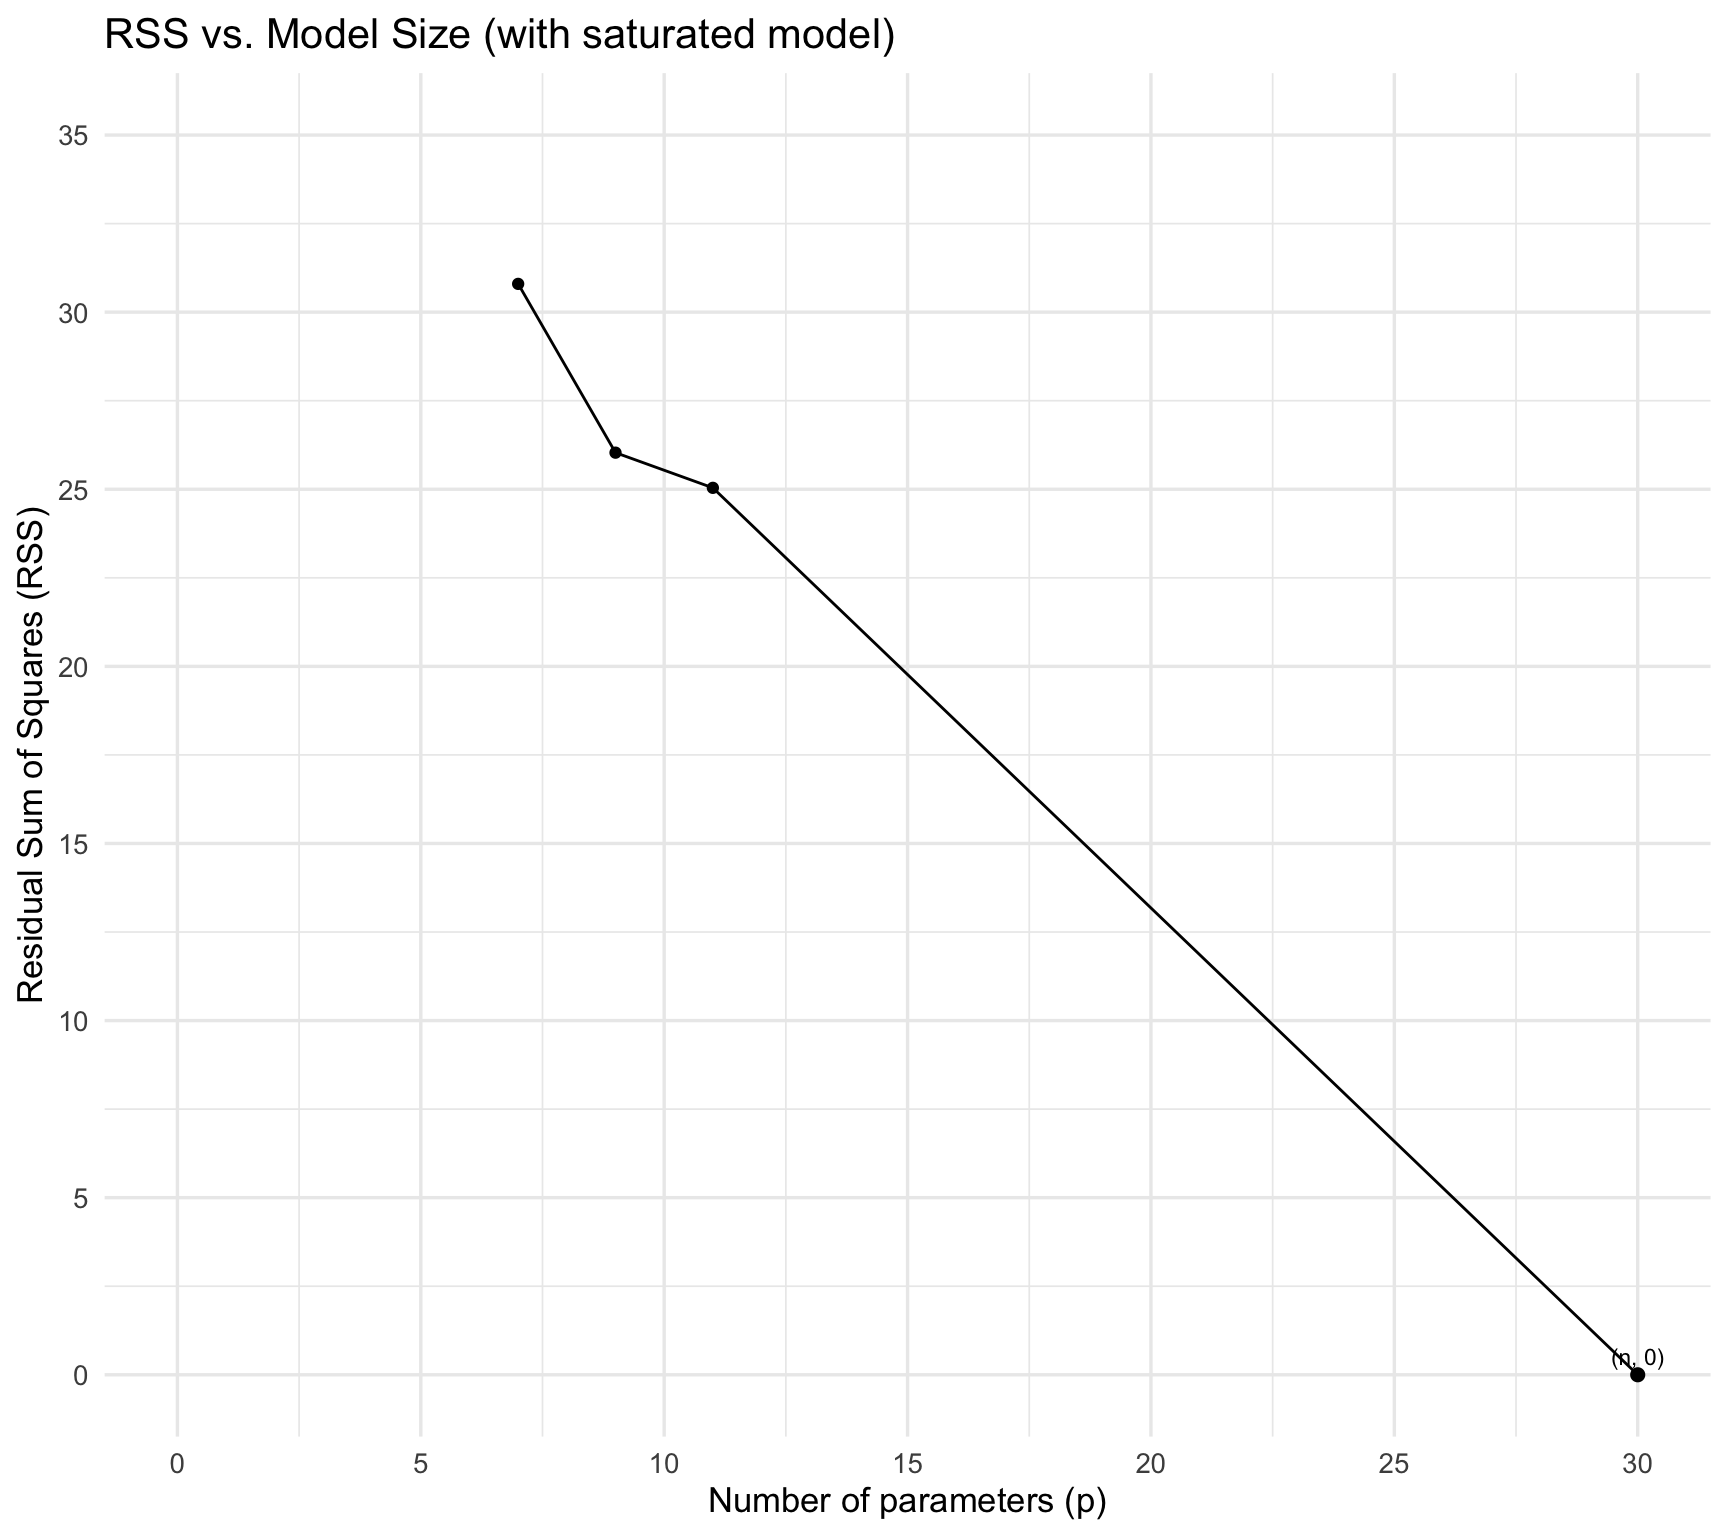 RSS vs. Model Size (with saturated model)
35
30
25
20
15
10
5
0
Residual Sum of Squares (RSS)
(n, 0)
0 5 10 15 20 25 30
Number of parameters (p)